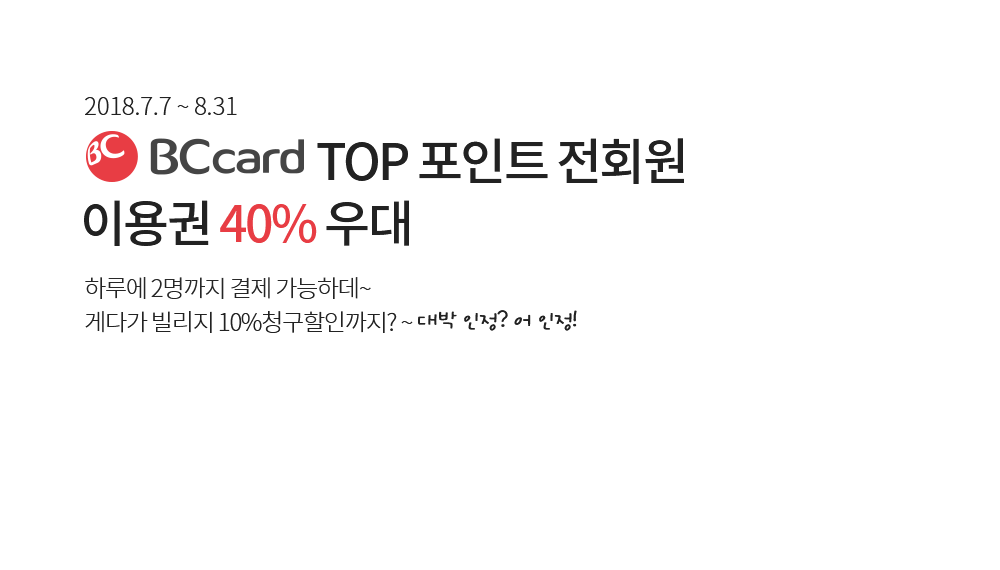 2018.7.7 ~ 8.31
BC BCcard TOP 포인트 전회원
이용권 40% 우대
하루에 2명까지 결제 가능하데~
게다가 빌리지 10%청구할인까지? ~ 대박 인정? 어 인정!